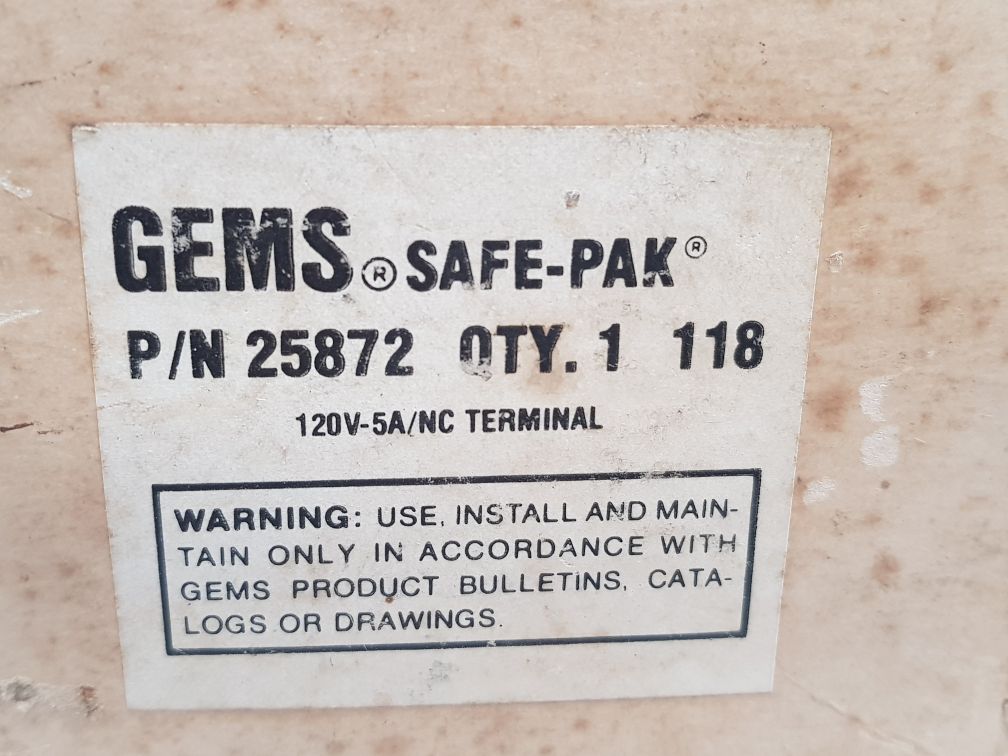 GEMS® SAFE-PAK®
P/N 25872 QTY. 1 118
120V-5A/NC TERMINAL
WARNING: USE, INSTALL AND MAIN-
TAIN ONLY IN ACCORDANCE WITH
GEMS PRODUCT BULLETINS, CATA-
LOGS OR DRAWINGS.